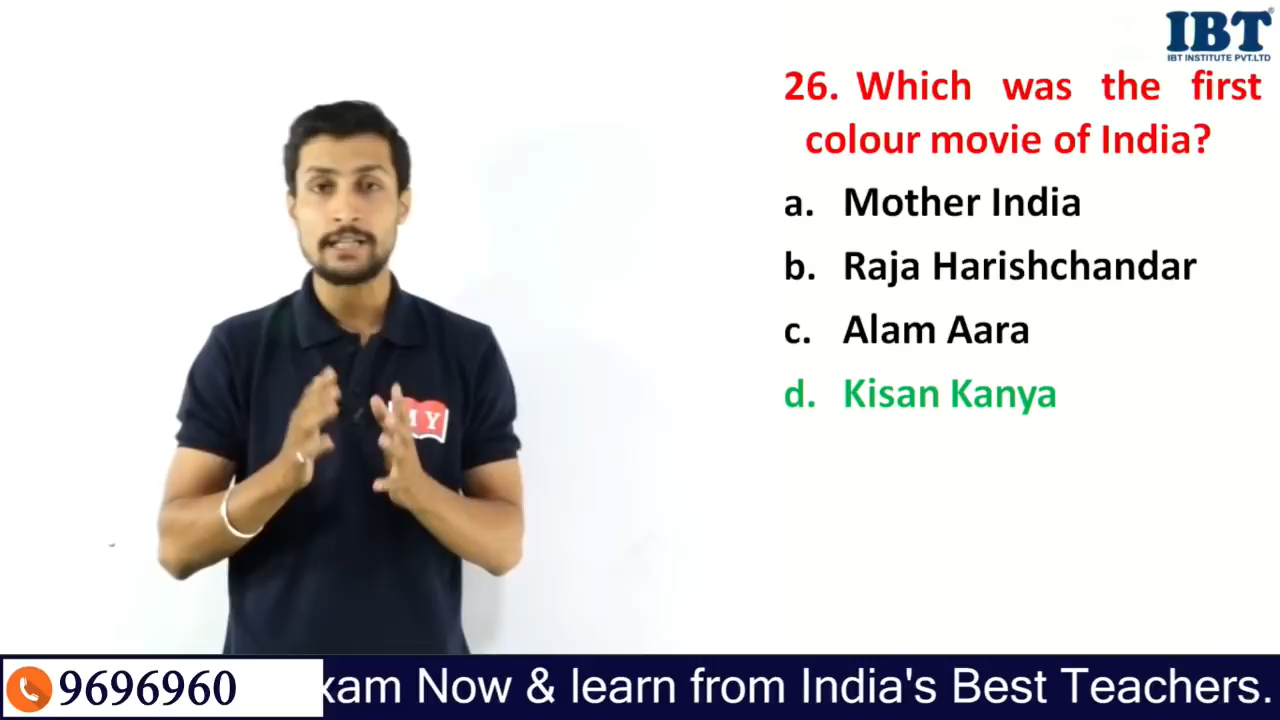 IBT
IBT INSTITUTE PVT.LTD
26. Which was the first
colour movie of India?
a. Mother India
b. Raja Harishchandar
c. Alam Aara
d. Kisan Kanya
M Y
9696960
xam Now & learn from India's Best Teachers.